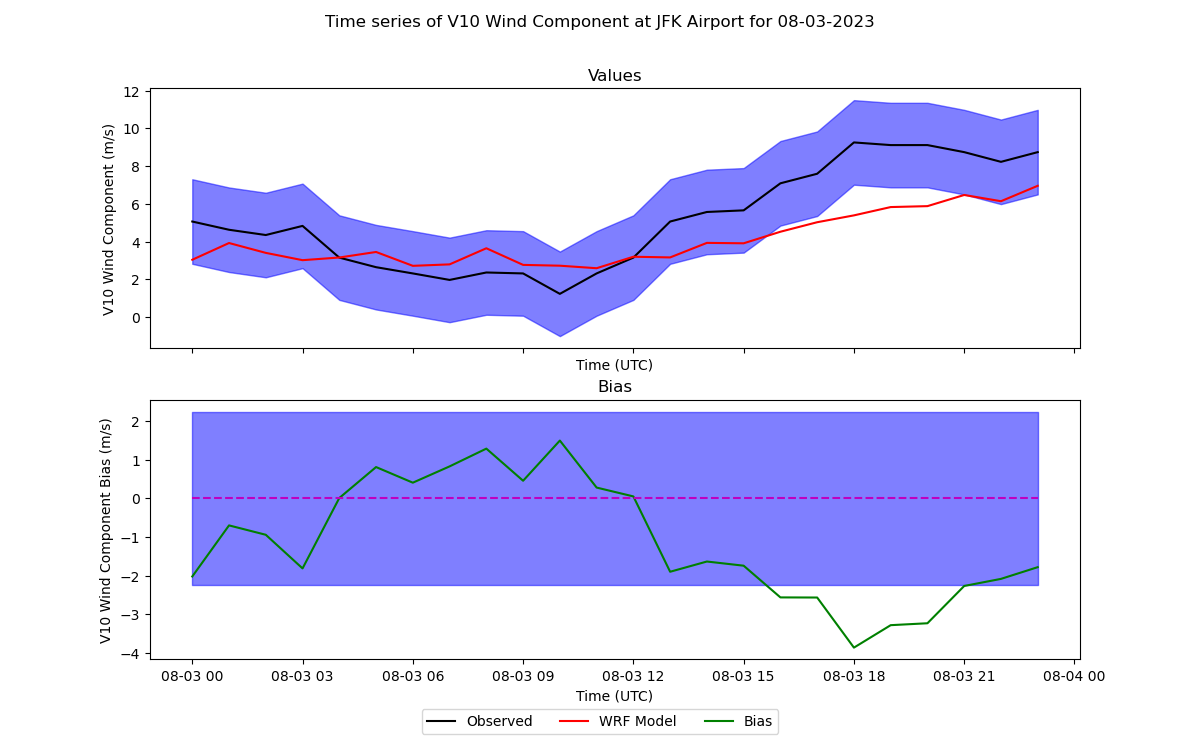 Time series of V10 Wind Component at JFK Airport for 08-03-2023
Values
V10 Wind Component (m/s)
12
10
8
6
4
2
0
Time (UTC)
Bias
V10 Wind Component Bias (m/s)
2
1
0
−1
−2
−3
−4
08-03 00 08-03 03 08-03 06 08-03 09 08-03 12 08-03 15 08-03 18 08-03 21 08-04 00
Time (UTC)
Observed WRF Model Bias